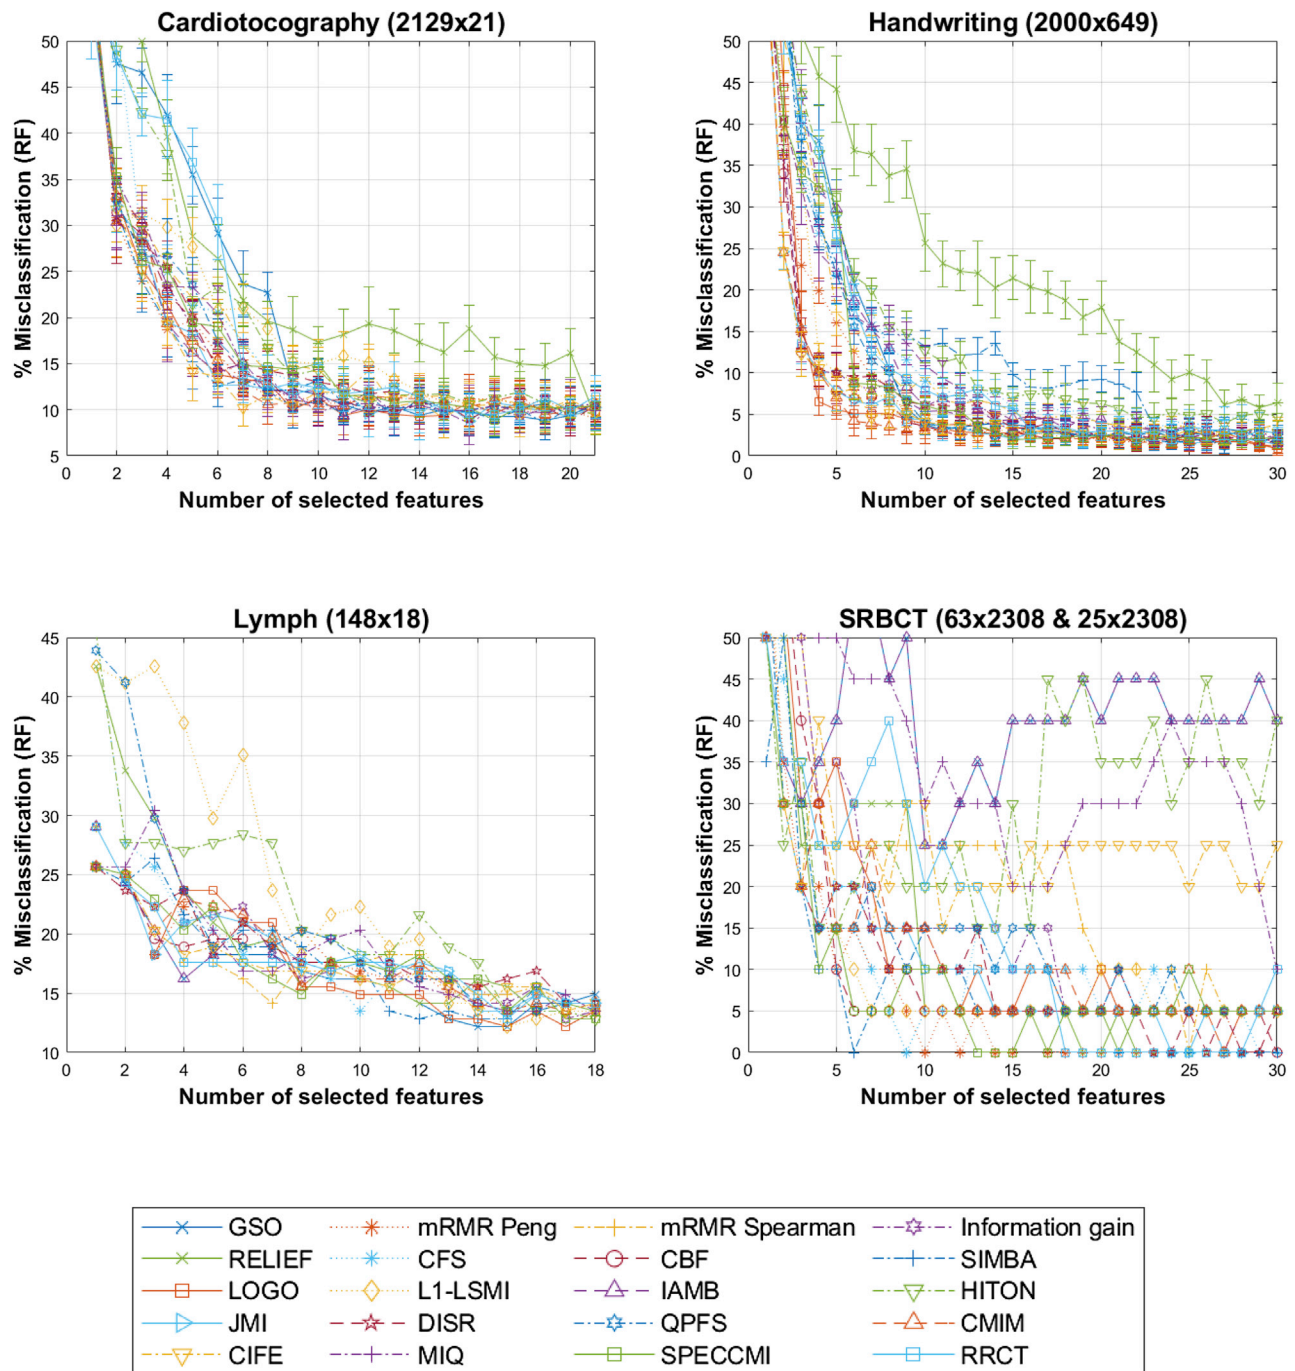 Cardiotocography (2129x21)
50
45
40
35
30
25
20
15
10
5
0 2 4 6 8 10 12 14 16 18 20
% Misclassification (RF)
Number of selected features
Handwriting (2000x649)
50
45
40
35
30
25
20
15
10
5
0
0 5 10 15 20 25 30
% Misclassification (RF)
Number of selected features
Lymph (148x18)
45
40
35
30
25
20
15
10
0 2 4 6 8 10 12 14 16 18
% Misclassification (RF)
Number of selected features
SRBCT (63x2308 & 25x2308)
50
45
40
35
30
25
20
15
10
5
0
0 5 10 15 20 25 30
% Misclassification (RF)
Number of selected features
GSO mRMR Peng mRMR Spearman Information gain
RELIEF CFS CBF SIMBA
LOGO L1-LSMI IAMB HITON
JMI DISR QPFS CMIM
CIFE MIQ SPECCMI RRCT